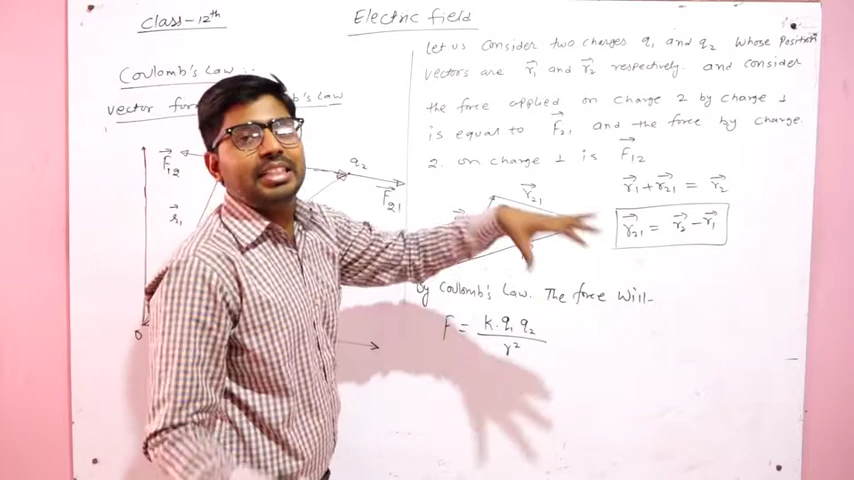 Class-12th
Electric field
Coulomb's Law :-
vector for b's Law
F12
r1
q2
F21
O
Let us consider two charges q1 and q2 whose position
vectors are r1 and r2 respectively. and consider
the force applied on charge 2 by charge 1
is equal to F21 and the force by charge.
2. on charge 1 is F12
r21
r1 + r21 = r2
r21 = r2 - r1
By Coulomb's Law. The force will-
F = K.q1 q2 / r²